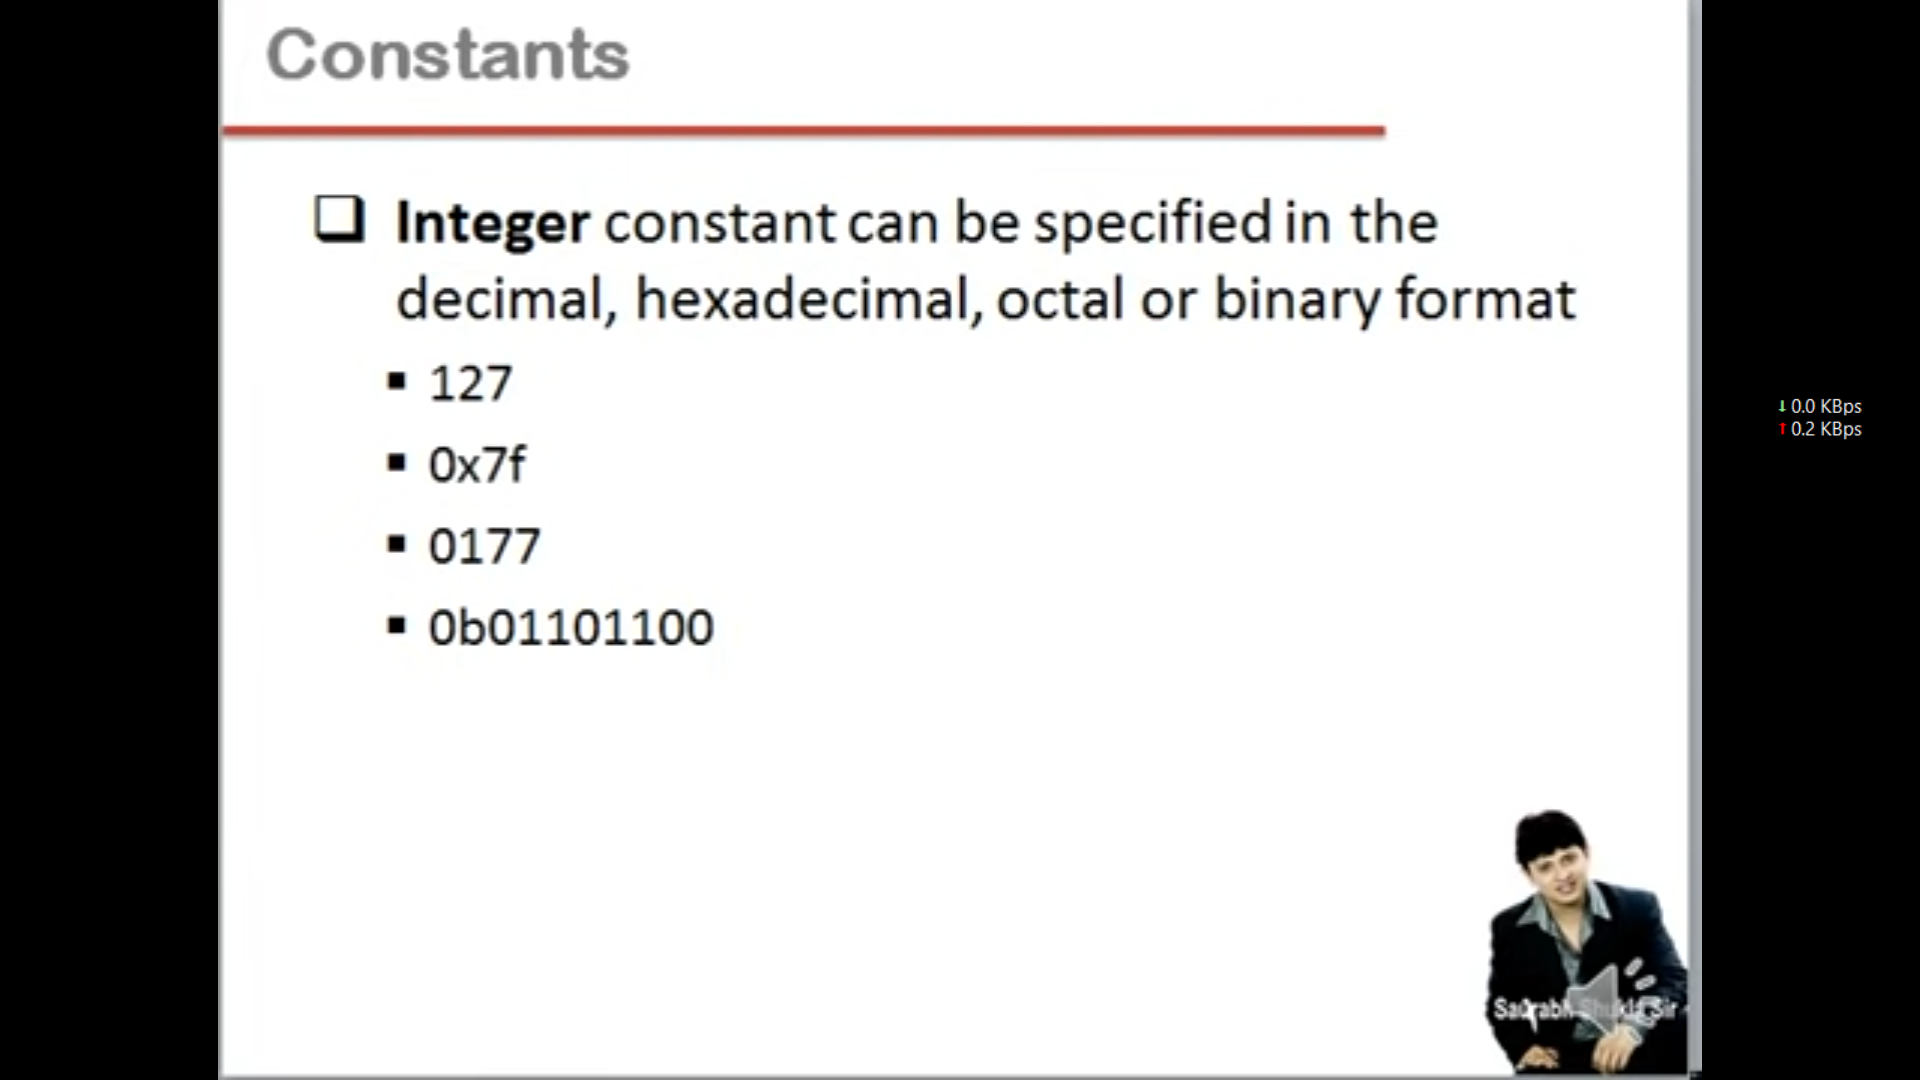 Constants
Integer constant can be specified in the
decimal, hexadecimal, octal or binary format
127
0x7f
0177
0b01101100
↓ 0.0 KBps
↑ 0.2 KBps
Saurabh Shukla Sir